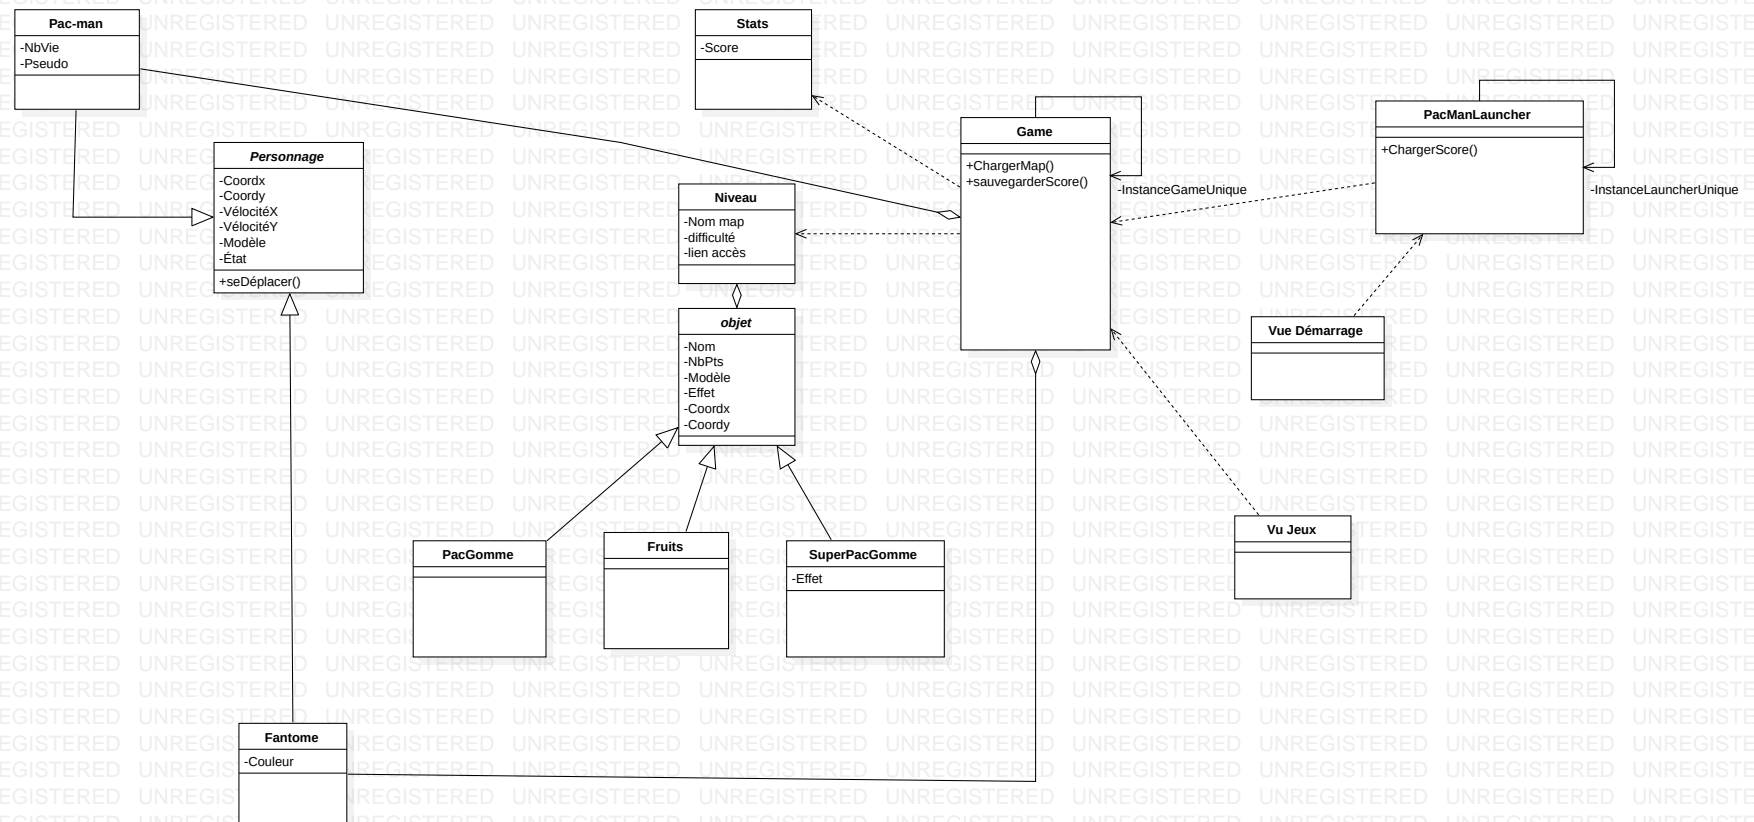 Pac-man
-NbVie
-Pseudo
Stats
-Score
Game
+ChargerMap()
+sauvegarderScore()
-InstanceGameUnique
PacManLauncher
+ChargerScore()
-InstanceLauncherUnique
Personnage
-Coordx
-Coordy
-VélocitéX
-VélocitéY
-Modèle
-État
+seDéplacer()
Niveau
-Nom map
-difficulté
-lien accès
objet
-Nom
-NbPts
-Modèle
-Effet
-Coordx
-Coordy
Vue Démarrage
Vu Jeux
PacGomme
Fruits
SuperPacGomme
-Effet
Fantome
-Couleur
UNREGISTERED